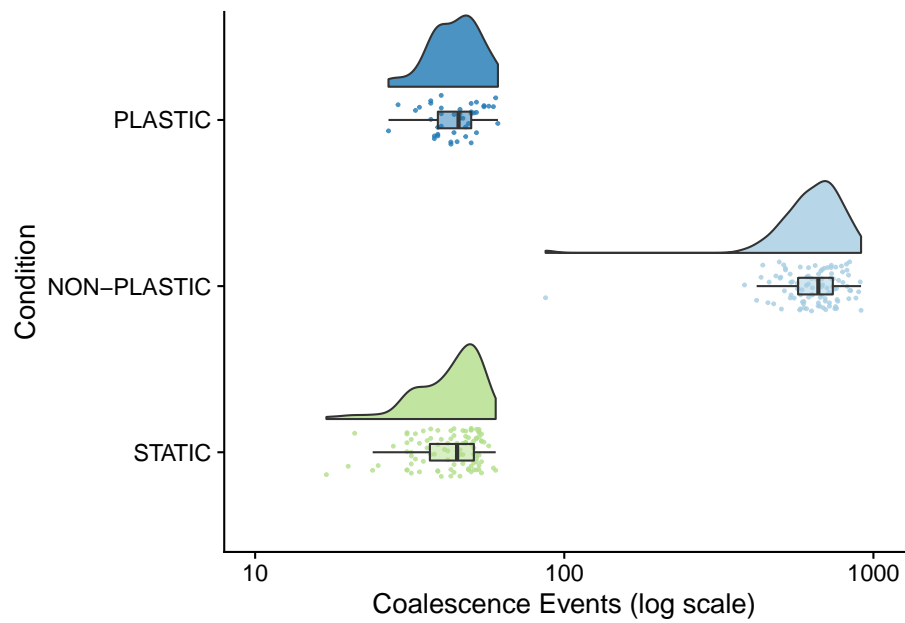 Condition
PLASTIC
NON−PLASTIC
STATIC
10
100
1000
Coalescence Events (log scale)